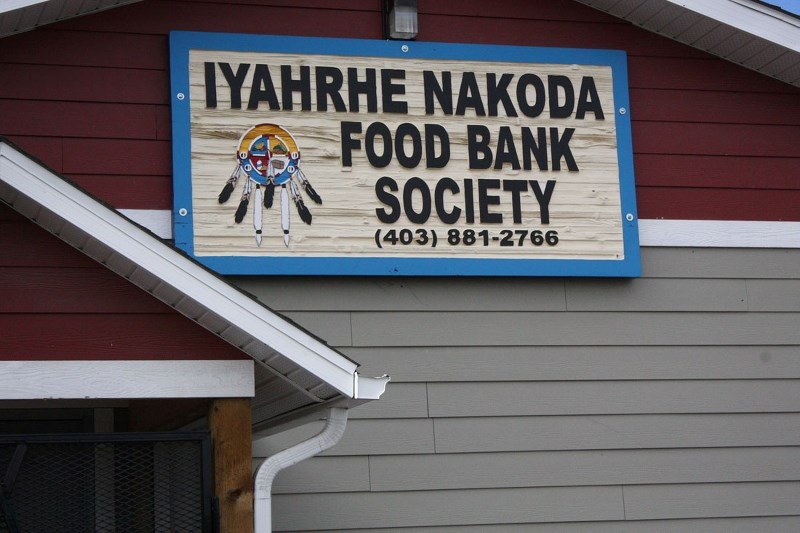 IYAHRHE NAKODA
FOOD BANK
SOCIETY
(403) 881-2766